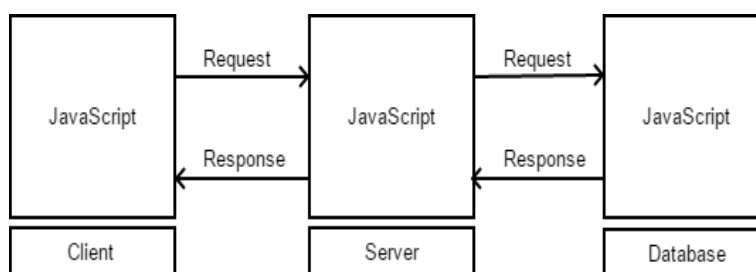 Request
Request
JavaScript
JavaScript
JavaScript
Response
Response
Client
Server
Database